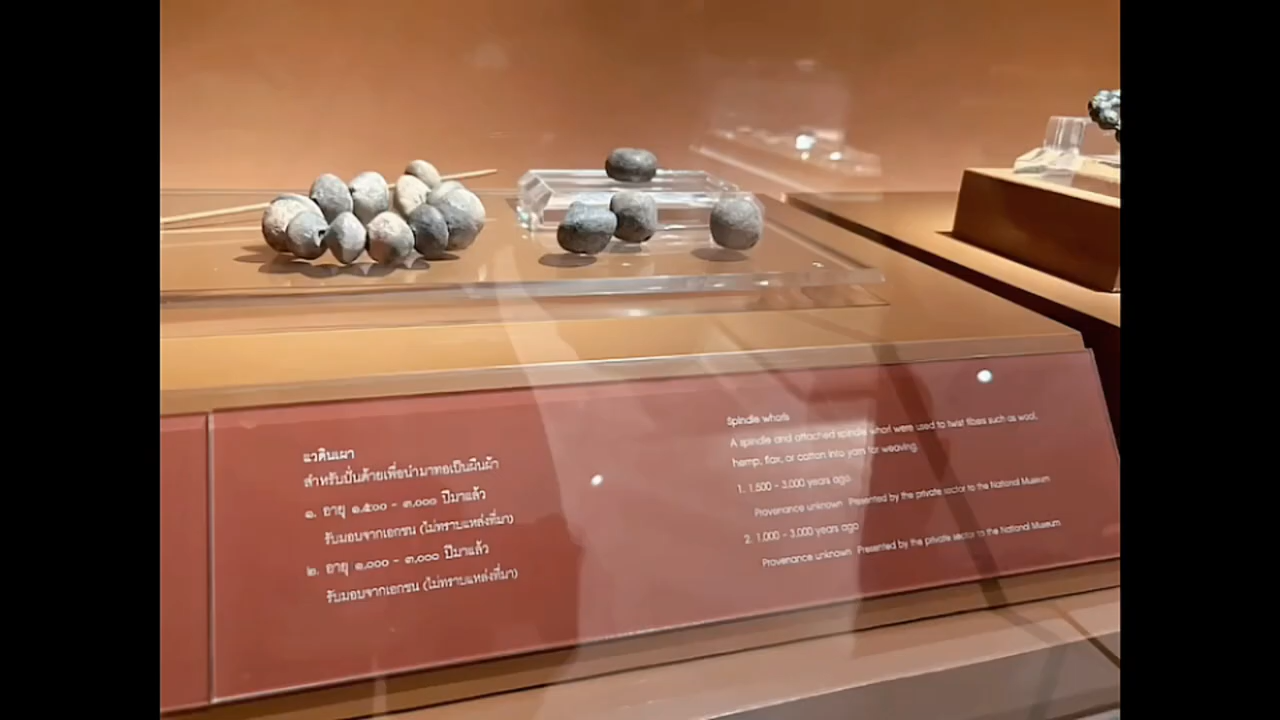 แวดินเผา
สำหรับปั่นด้ายเพื่อนำมาทอเป็นผืนผ้า
๑. อายุ ๑,๕๐๐ - ๓,๐๐๐ ปีมาแล้ว
รับมอบจากเอกชน (ไม่ทราบแหล่งที่มา)
๒. อายุ ๑,๐๐๐ - ๓,๐๐๐ ปีมาแล้ว
รับมอบจากเอกชน (ไม่ทราบแหล่งที่มา)
Spindle whorls
A spindle and attached spindle whorl were used to twist fibers such as wool,
hemp, flax, or cotton into yarn for weaving.
1. 1,500 - 3,000 years ago
Provenance unknown Presented by the private sector to the National Museum
2. 1,000 - 3,000 years ago
Provenance unknown Presented by the private sector to the National Museum